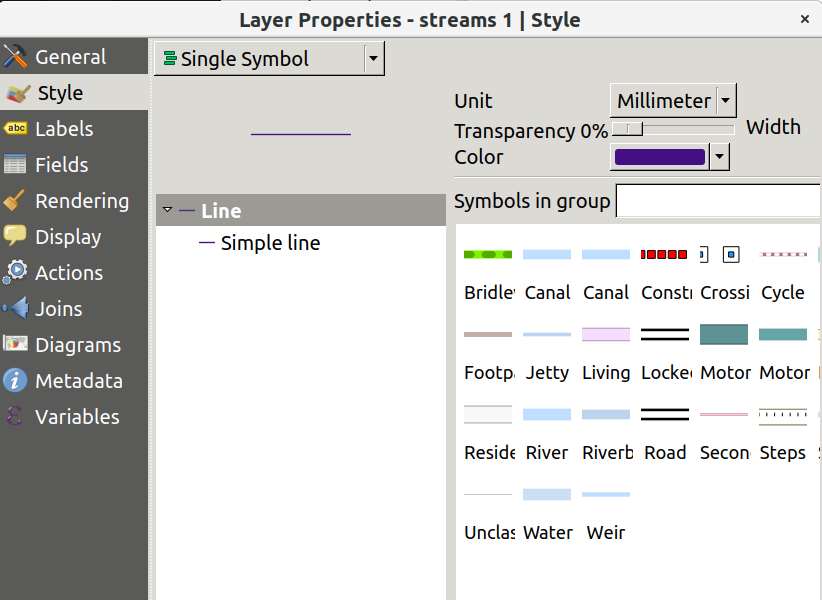 Layer Properties - streams 1 | Style
General
Style
abc Labels
Fields
Rendering
Display
Actions
Joins
Diagrams
Metadata
Variables
Single Symbol
Line
Simple line
Unit Millimeter
Transparency 0% Width
Color
Symbols in group
Bridley Canal Canal Constr Crossi Cycle
Footpa Jetty Living Locked Motor Motor
Reside River Riverb Road Secon Steps
Unclas Water Weir